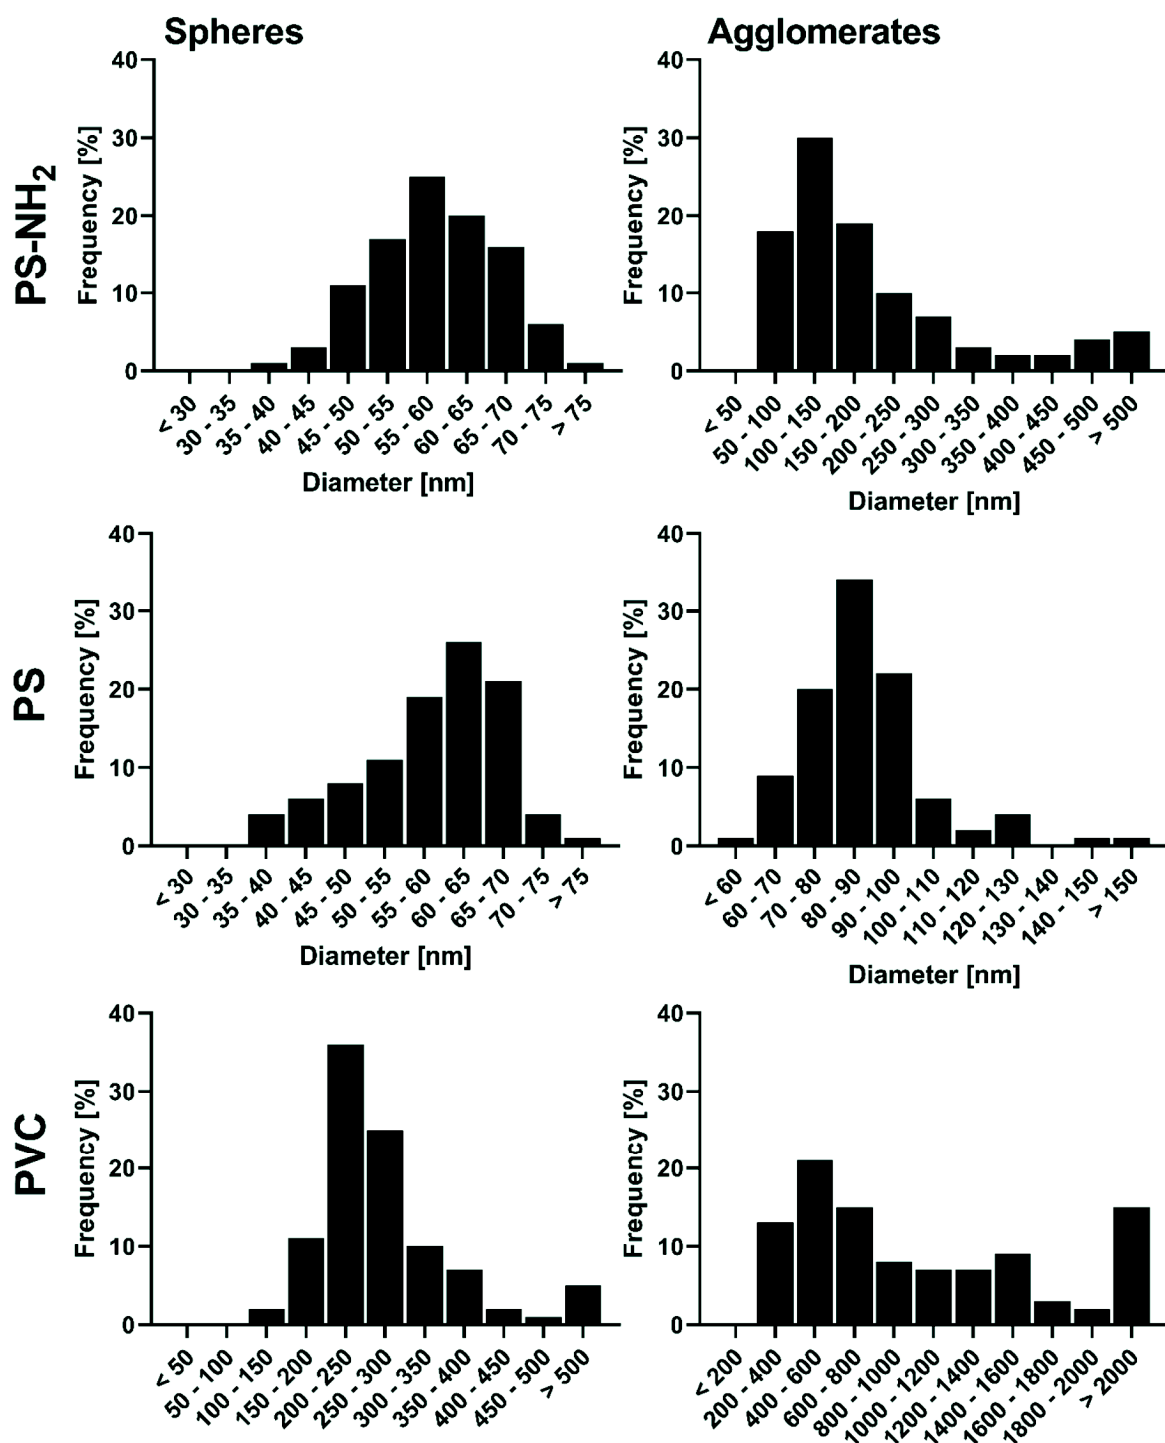 Spheres
Agglomerates
PS-NH2
Frequency [%]
40
30
20
10
0
< 30
30 - 35
35 - 40
40 - 45
45 - 50
50 - 55
55 - 60
60 - 65
65 - 70
70 - 75
> 75
Diameter [nm]
Frequency [%]
40
30
20
10
0
< 50
50 - 100
100 - 150
150 - 200
200 - 250
250 - 300
300 - 350
350 - 400
400 - 450
450 - 500
> 500
Diameter [nm]
PS
Frequency [%]
40
30
20
10
0
< 30
30 - 35
35 - 40
40 - 45
45 - 50
50 - 55
55 - 60
60 - 65
65 - 70
70 - 75
> 75
Diameter [nm]
Frequency [%]
40
30
20
10
0
< 60
60 - 70
70 - 80
80 - 90
90 - 100
100 - 110
110 - 120
120 - 130
130 - 140
140 - 150
> 150
Diameter [nm]
PVC
Frequency [%]
40
30
20
10
0
< 50
50 - 100
100 - 150
150 - 200
200 - 250
250 - 300
300 - 350
350 - 400
400 - 450
450 - 500
> 500
Frequency [%]
40
30
20
10
0
< 200
200 - 400
400 - 600
600 - 800
800 - 1000
1000 - 1200
1200 - 1400
1400 - 1600
1600 - 1800
1800 - 2000
> 2000